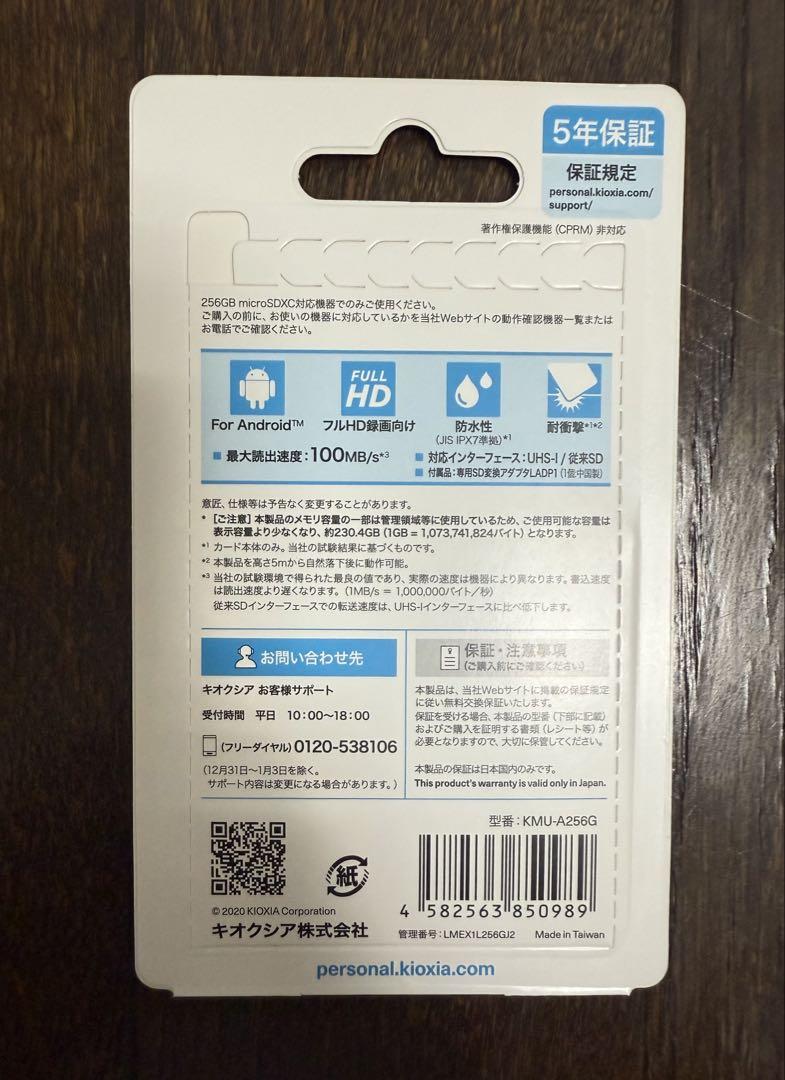 5年保証
保証規定
personal.kioxia.com/
support/
著作権保護機能（CPRM）非対応
256GB microSDXC対応機器でのみご使用ください。
ご購入の前に、お使いの機器に対応しているかを当社Webサイトの動作確認機器一覧または
お電話でご確認ください。
FULL
HD
For Android™
フルHD録画向け
防水性
（JIS IPX7準拠）*1
耐衝撃*1*2
■ 最大読出速度：100MB/s*3
■ 対応インターフェース：UHS-I / 従来SD
■ 付属品：専用SD変換アダプタLADP1（1個:中国製）
意匠、仕様等は予告なく変更することがあります。
* ［ご注意］本製品のメモリ容量の一部は管理領域等に使用しているため、ご使用可能な容量は
表示容量より少なくなり、約230.4GB（1GB = 1,073,741,824バイト）となります。
*1 カード本体のみ。当社の試験結果に基づくものです。
*2 本製品を高さ5mから自然落下後に動作可能。
*3 当社の試験環境で得られた最良の値であり、実際の速度は機器により異なります。書込速度
は読出速度より遅くなります。（1MB/s = 1,000,000バイト／秒）
従来SDインターフェースでの転送速度は、UHS-Iインターフェースに比べ低下します。
お問い合わせ先
キオクシア お客様サポート
受付時間 平日 10：00〜18：00
（フリーダイヤル）0120-538106
（12月31日〜1月3日を除く。
サポート内容は変更になる場合があります。）
保証・注意事項
（ご購入前にご確認ください）
本製品は、当社Webサイトに掲載の保証規定
に従い無料交換保証いたします。
保証を受ける場合、本製品の型番（下部に記載）
およびご購入を証明する書類（レシート等）が
必要となりますので、大切に保管してください。
本製品の保証は日本国内のみです。
This product's warranty is valid only in Japan.
型番：KMU-A256G
紙
© 2020 KIOXIA Corporation
キオクシア株式会社
4 582563 850989
管理番号：LMEX1L256GJ2 Made in Taiwan
personal.kioxia.com